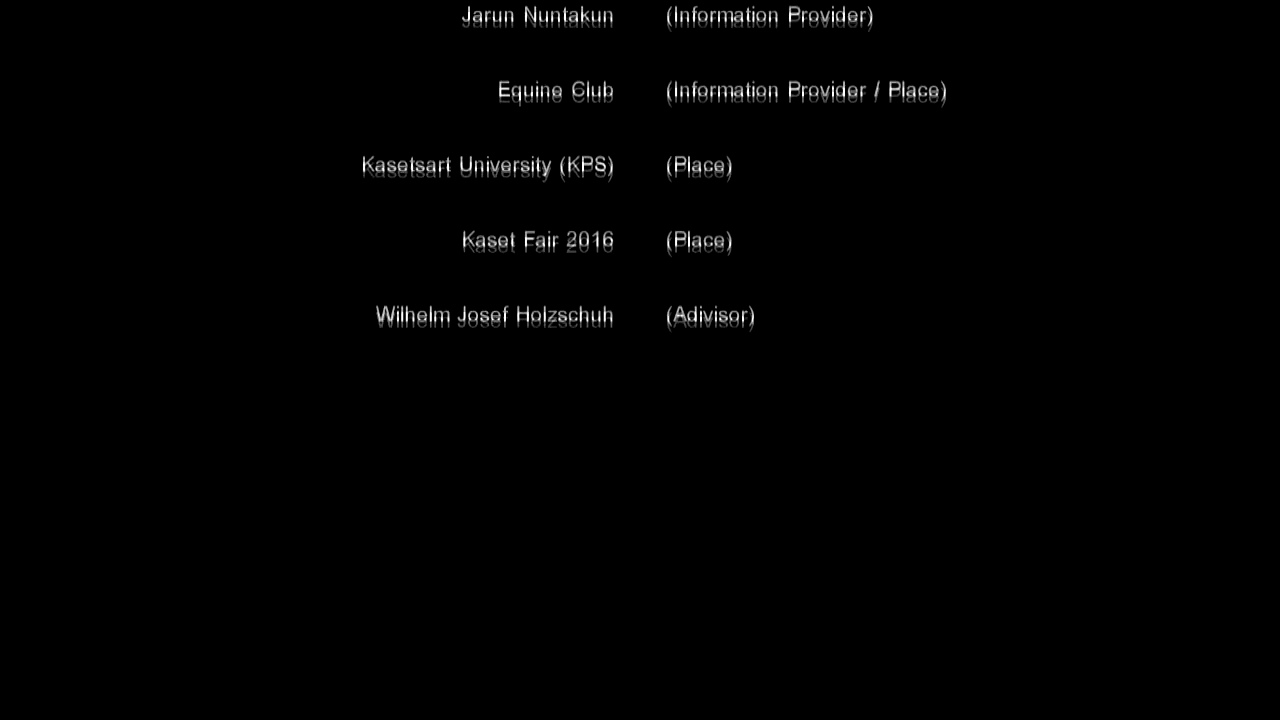 Jarun Nuntakun (Information Provider)
Equine Club (Information Provider / Place)
Kasetsart University (KPS) (Place)
Kaset Fair 2016 (Place)
Wilhelm Josef Holzschuh (Adivisor)